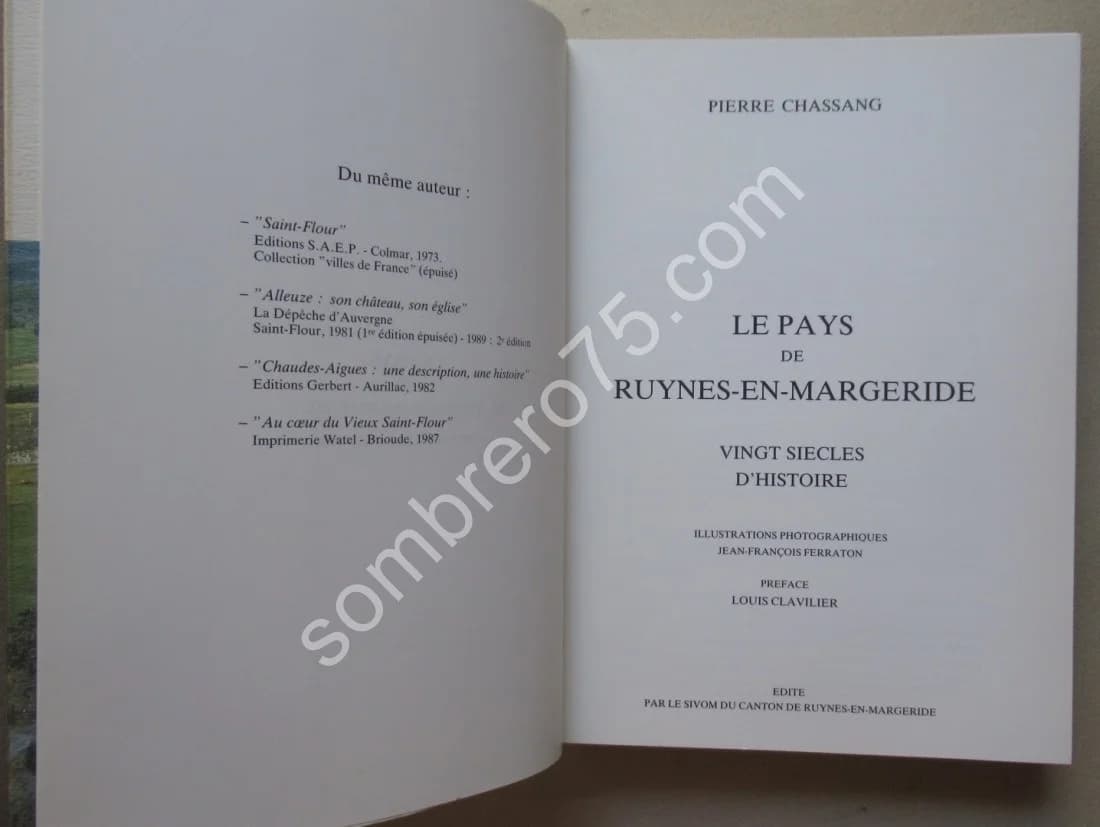 Du même auteur :
– "Saint-Flour"
Editions S.A.E.P. - Colmar, 1973.
Collection "villes de France" (épuisé)
– "Alleuze : son château, son église"
La Dépêche d'Auvergne
Saint-Flour, 1981 (1re édition épuisée) - 1989 : 2e édition
– "Chaudes-Aigues : une description, une histoire"
Editions Gerbert - Aurillac, 1982
– "Au cœur du Vieux Saint-Flour"
Imprimerie Watel - Brioude, 1987
PIERRE CHASSANG
LE PAYS
DE
RUYNES-EN-MARGERIDE
VINGT SIECLES
D'HISTOIRE
ILLUSTRATIONS PHOTOGRAPHIQUES
JEAN-FRANÇOIS FERRATON
PREFACE
LOUIS CLAVILIER
EDITE
PAR LE SIVOM DU CANTON DE RUYNES-EN-MARGERIDE
sombrero75.com